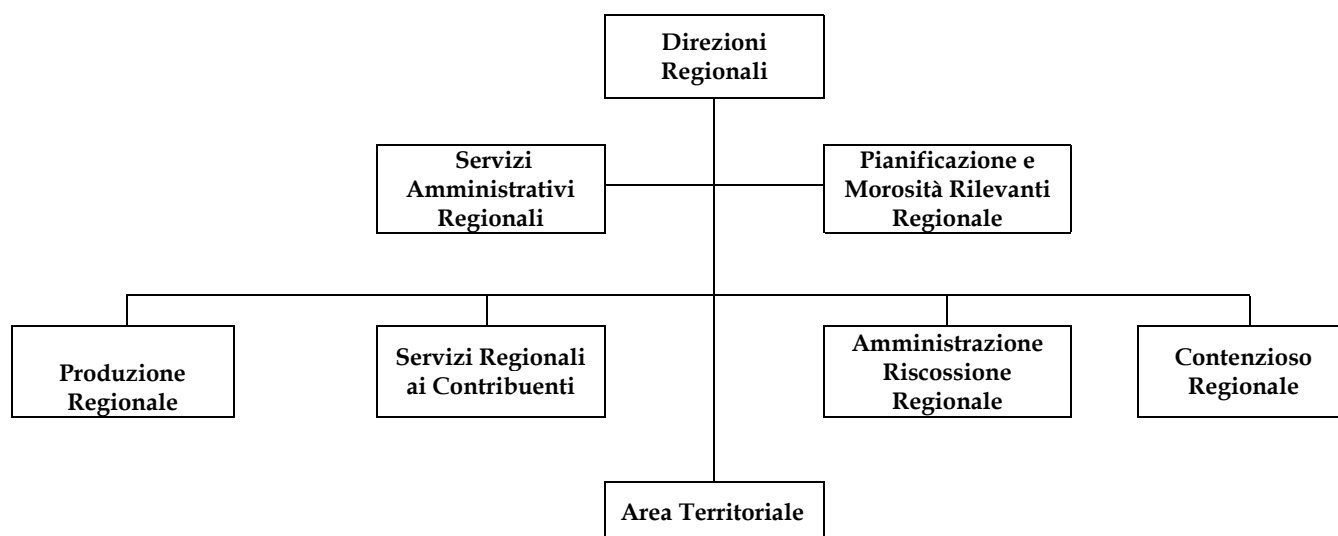 Direzioni
Regionali
Servizi
Amministrativi
Regionali
Pianificazione e
Morosità Rilevanti
Regionale
Produzione
Regionale
Servizi Regionali
ai Contribuenti
Amministrazione
Riscossione
Regionale
Contenzioso
Regionale
Area Territoriale